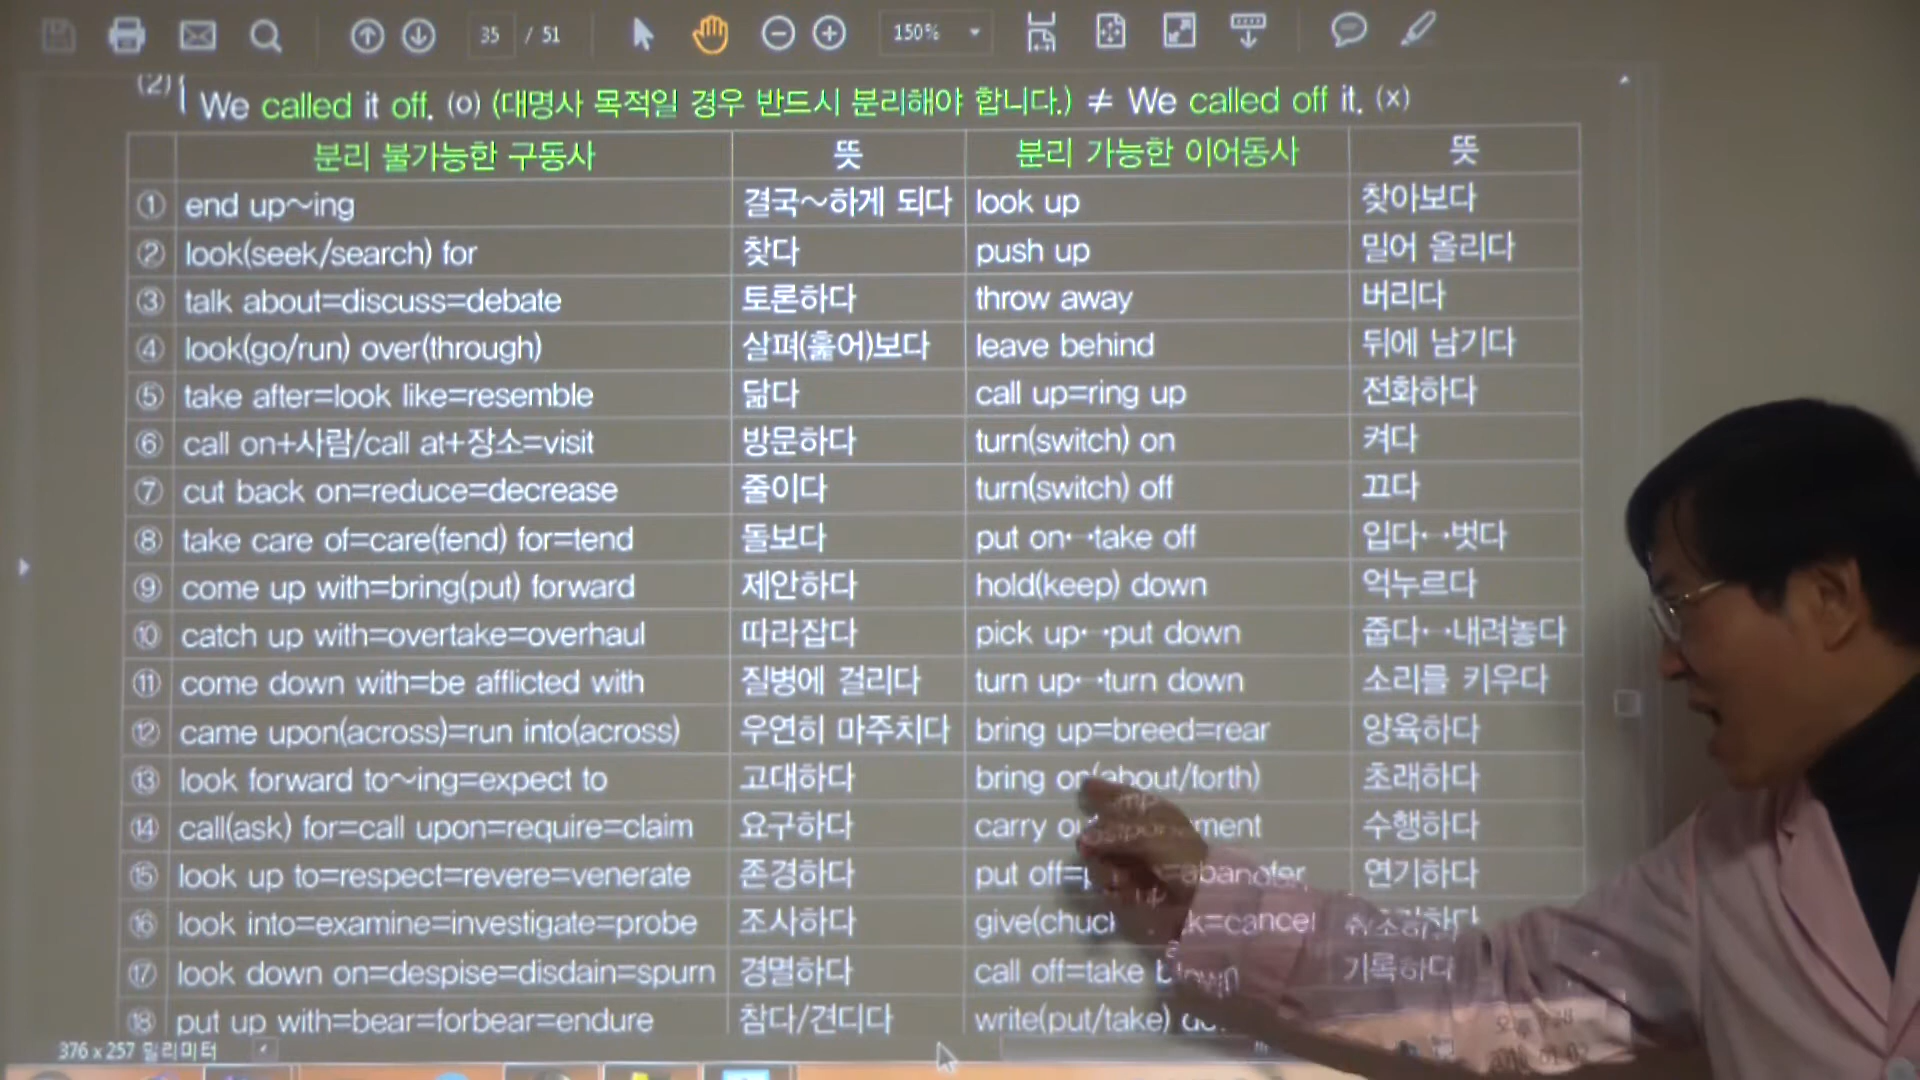 35 / 51 150%
(2) We called it off. (o) (대명사 목적일 경우 반드시 분리해야 합니다.) ≠ We called off it. (x)
분리 불가능한 구동사 뜻 분리 가능한 이어동사 뜻
① end up~ing 결국~하게 되다 look up 찾아보다
② look(seek/search) for 찾다 push up 밀어 올리다
③ talk about=discuss=debate 토론하다 throw away 버리다
④ look(go/run) over(through) 살펴(훑어)보다 leave behind 뒤에 남기다
⑤ take after=look like=resemble 닮다 call up=ring up 전화하다
⑥ call on+사람/call at+장소=visit 방문하다 turn(switch) on 켜다
⑦ cut back on=reduce=decrease 줄이다 turn(switch) off 끄다
⑧ take care of=care(fend) for=tend 돌보다 put on↔take off 입다↔벗다
⑨ come up with=bring(put) forward 제안하다 hold(keep) down 억누르다
⑩ catch up with=overtake=overhaul 따라잡다 pick up↔put down 줍다↔내려놓다
⑪ come down with=be afflicted with 질병에 걸리다 turn up↔turn down 소리를 키우다
⑫ came upon(across)=run into(across) 우연히 마주치다 bring up=breed=rear 양육하다
⑬ look forward to~ing=expect to 고대하다 bring on(about/forth) 초래하다
⑭ call(ask) for=call upon=require=claim 요구하다 carry 수행하다
⑮ look up to=respect=revere=venerate 존경하다 put off= 연기하다
⑯ look into=examine=investigate=probe 조사하다
⑰ look down on=despise=disdain=spurn 경멸하다 call off=take 기록하다
⑱ put up with=bear=forbear=endure 참다/견디다 write(put/take)
376 x 257 밀리미터